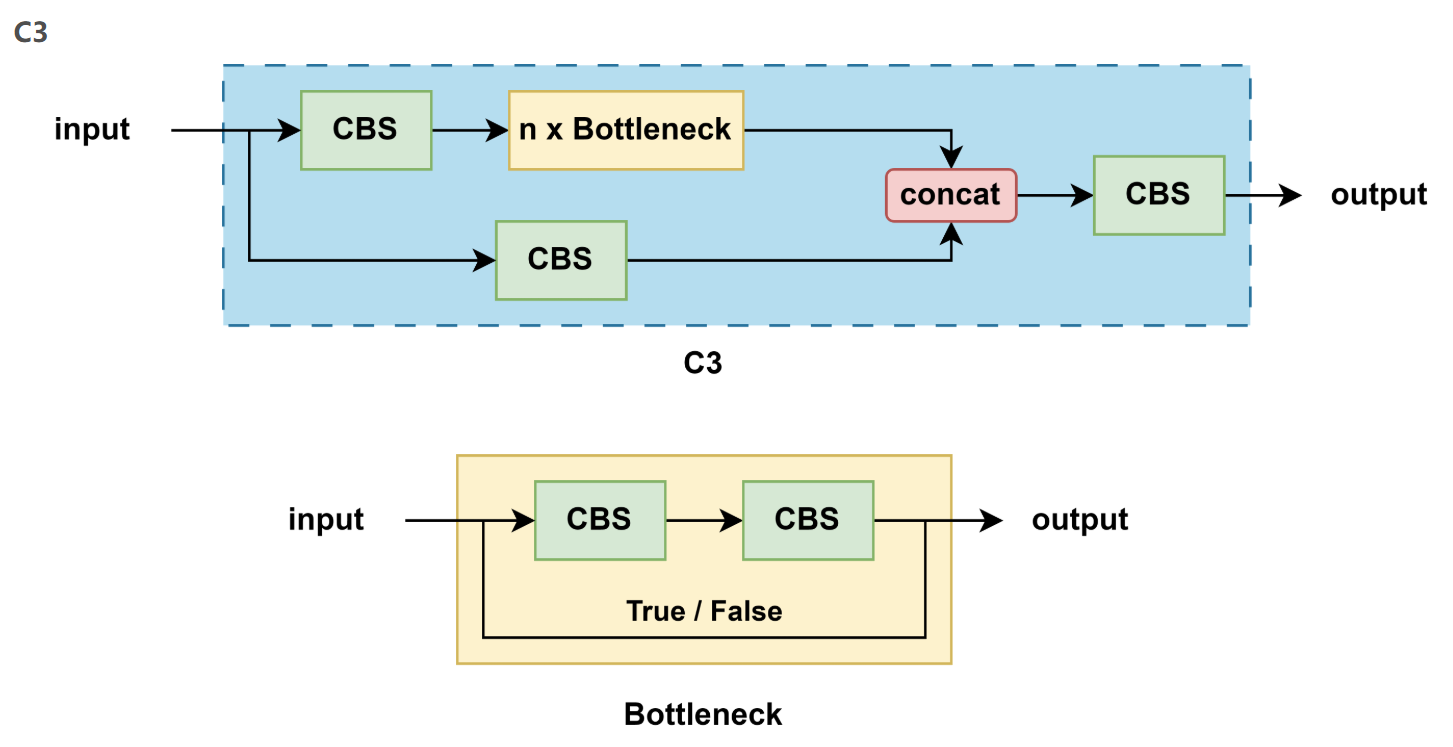 C3
input
CBS
n x Bottleneck
concat
CBS
output
CBS
C3
input
CBS
CBS
output
True / False
Bottleneck